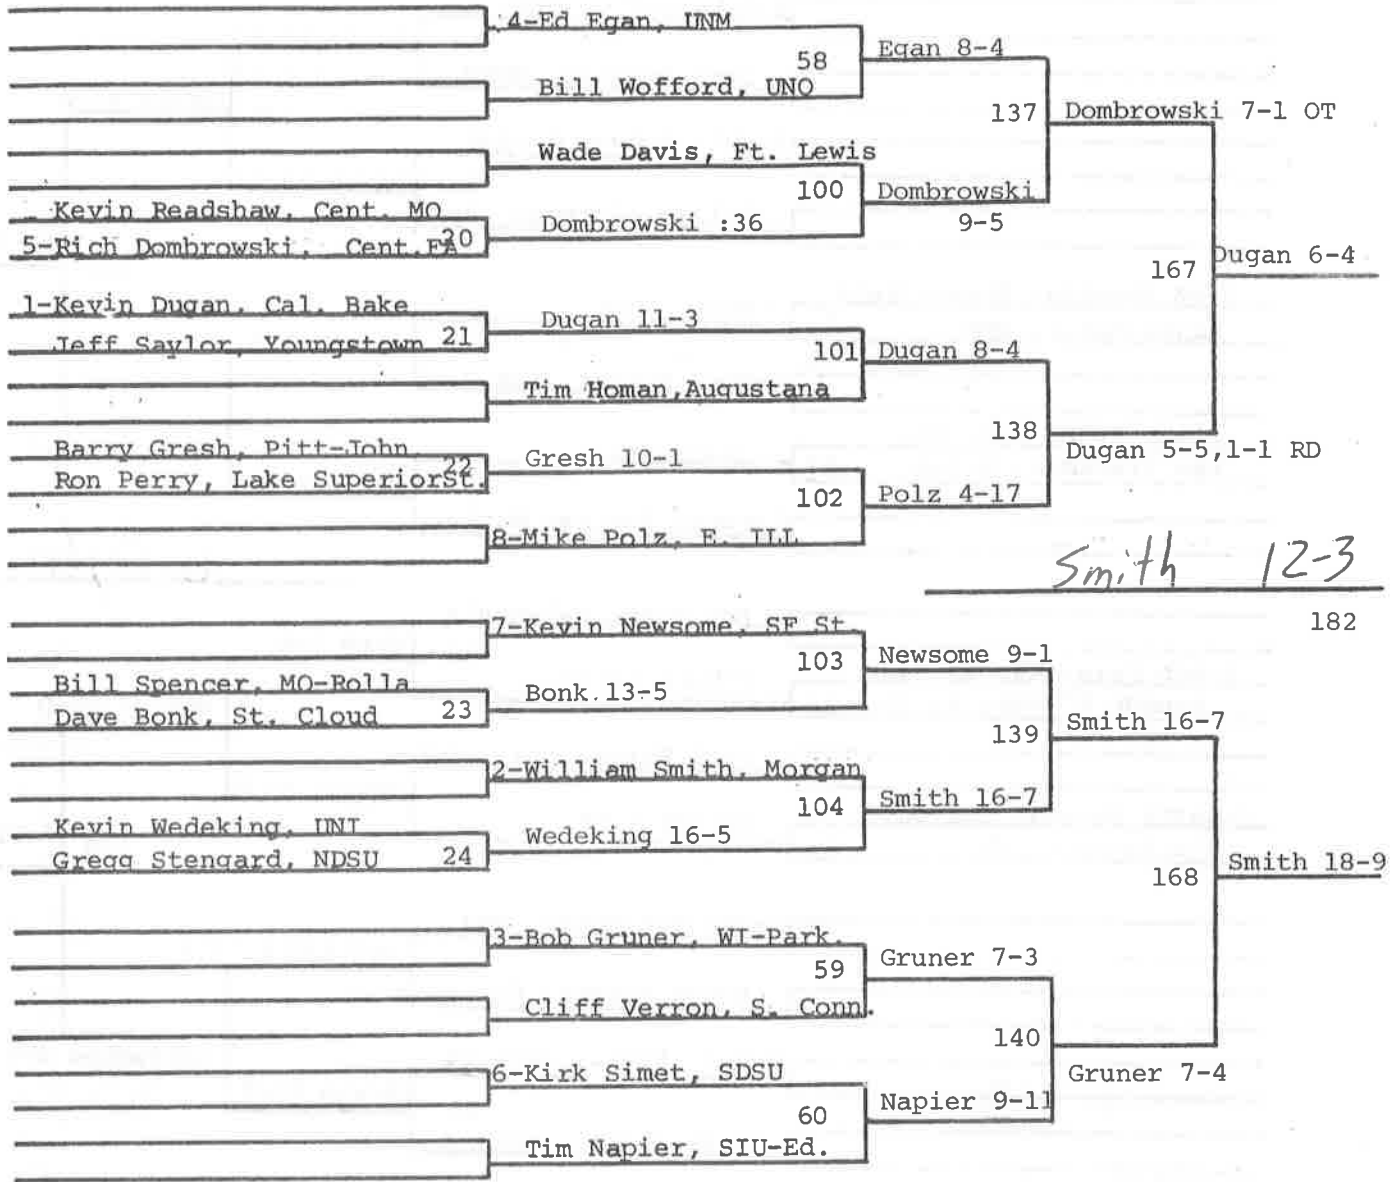 4-Ed Egan, UNM
58
Egan 8-4
Bill Wofford, UNO
137
Dombrowski 7-1 OT
Wade Davis, Ft. Lewis
100
Dombrowski
9-5
Kevin Readshaw, Cent. MO
20
Dombrowski :36
5-Rich Dombrowski, Cent.PA
167
Dugan 6-4
1-Kevin Dugan, Cal. Bake
21
Dugan 11-3
Jeff Saylor, Youngstown
101
Dugan 8-4
Tim Homan, Augustana
138
Dugan 5-5,1-1 RD
Barry Gresh, Pitt-John
22
Gresh 10-1
Ron Perry, Lake Superior St.
102
Polz 4-17
8-Mike Polz, E. ILL
Smith 12-3
182
7-Kevin Newsome, SF St.
103
Newsome 9-1
Bill Spencer, MO-Rolla
23
Bonk 13-5
Dave Bonk, St. Cloud
139
Smith 16-7
2-William Smith, Morgan
104
Smith 16-7
Kevin Wedeking, UNI
24
Wedeking 16-5
Gregg Stengard, NDSU
168
Smith 18-9
3-Bob Gruner, WI-Park.
59
Gruner 7-3
Cliff Verron, S. Conn.
140
Gruner 7-4
6-Kirk Simet, SDSU
60
Napier 9-11
Tim Napier, SIU-Ed.